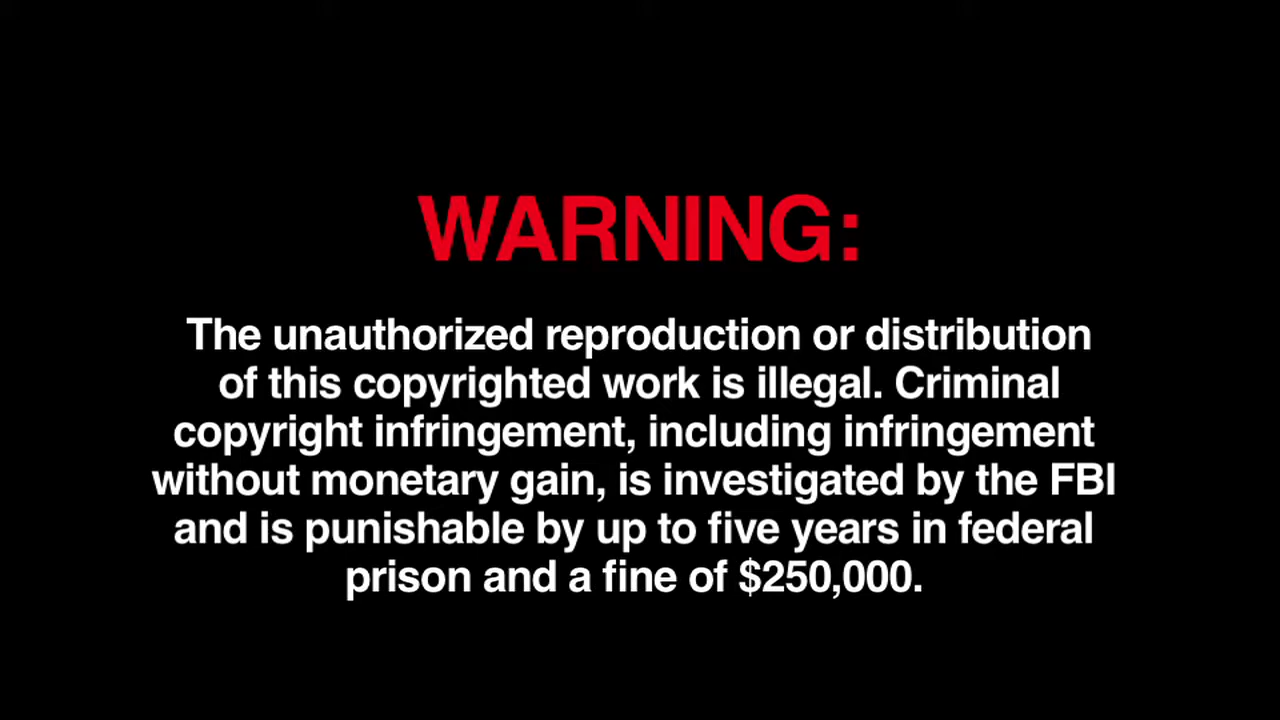 WARNING:
The unauthorized reproduction or distribution
of this copyrighted work is illegal. Criminal
copyright infringement, including infringement
without monetary gain, is investigated by the FBI
and is punishable by up to five years in federal
prison and a fine of $250,000.